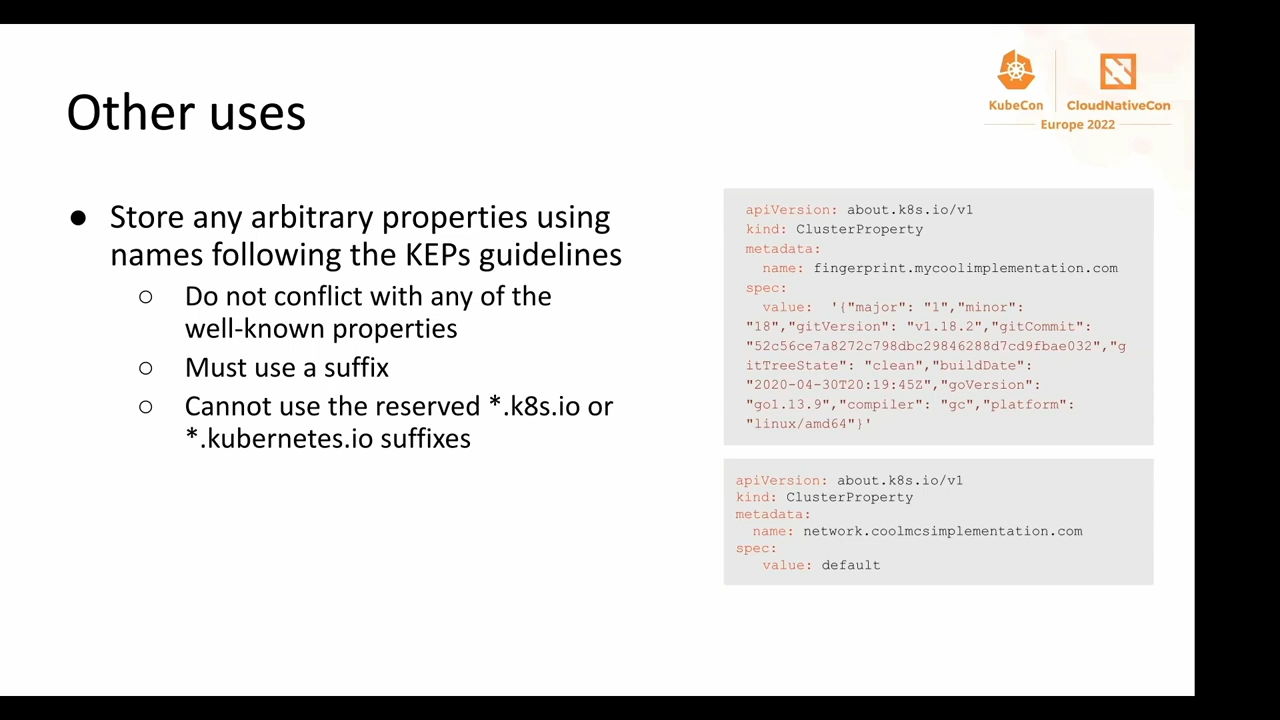 KubeCon
CloudNativeCon
Europe 2022
Other uses
● Store any arbitrary properties using
names following the KEPs guidelines
○ Do not conflict with any of the
well-known properties
○ Must use a suffix
○ Cannot use the reserved *.k8s.io or
*.kubernetes.io suffixes
apiVersion: about.k8s.io/v1
kind: ClusterProperty
metadata:
name: fingerprint.mycoolimplementation.com
spec:
value: '{"major": "1","minor":
"18","gitVersion": "v1.18.2","gitCommit":
"52c56ce7a8272c798dbc29846288d7cd9fbae032","g
itTreeState": "clean","buildDate":
"2020-04-30T20:19:45Z","goVersion":
"go1.13.9","compiler": "gc","platform":
"linux/amd64"}'
apiVersion: about.k8s.io/v1
kind: ClusterProperty
metadata:
name: network.coolmcsimplementation.com
spec:
value: default